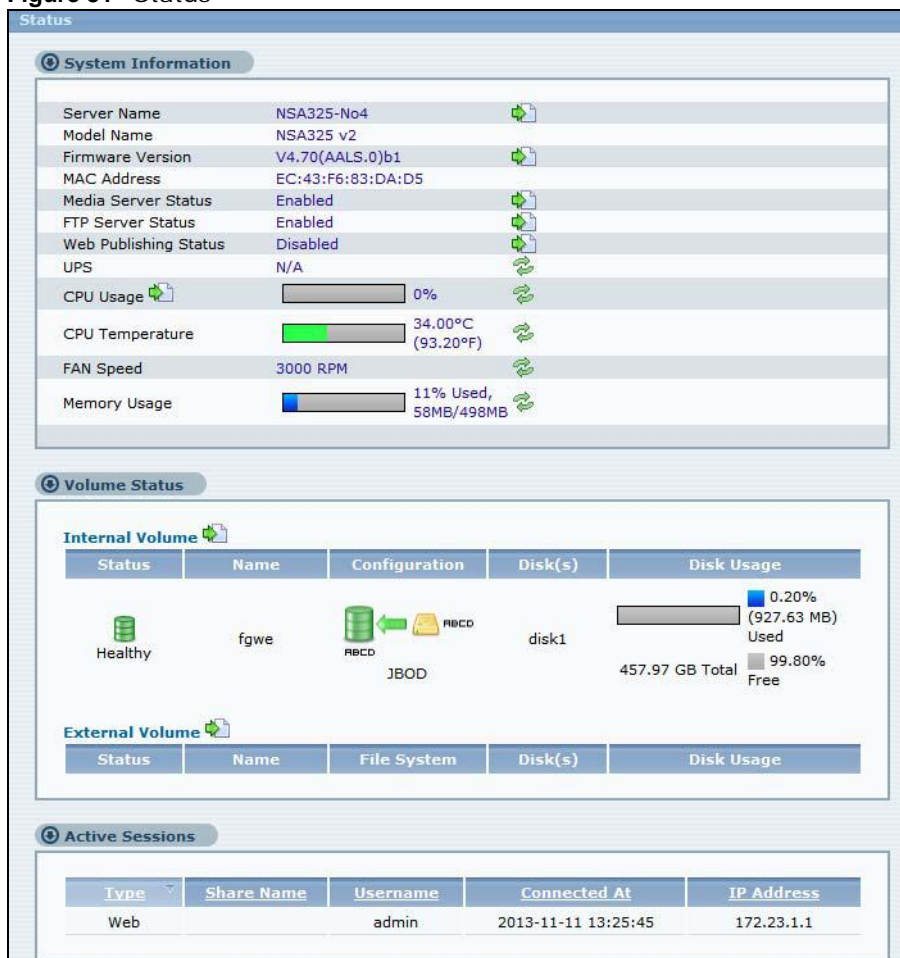 Status
System Information
Server Name NSA325-No4
Model Name NSA325 v2
Firmware Version V4.70(AALS.0)b1
MAC Address EC:43:F6:83:DA:D5
Media Server Status Enabled
FTP Server Status Enabled
Web Publishing Status Disabled
UPS N/A
CPU Usage 0%
CPU Temperature 34.00°C
(93.20°F)
FAN Speed 3000 RPM
Memory Usage 11% Used,
58MB/498MB
Volume Status
Internal Volume
Status Name Configuration Disk(s) Disk Usage
Healthy fgwe ABCD ABCD JBOD disk1
0.20%
(927.63 MB)
Used
457.97 GB Total 99.80%
Free
External Volume
Status Name File System Disk(s) Disk Usage
Active Sessions
Type Share Name Username Connected At IP Address
Web admin 2013-11-11 13:25:45 172.23.1.1